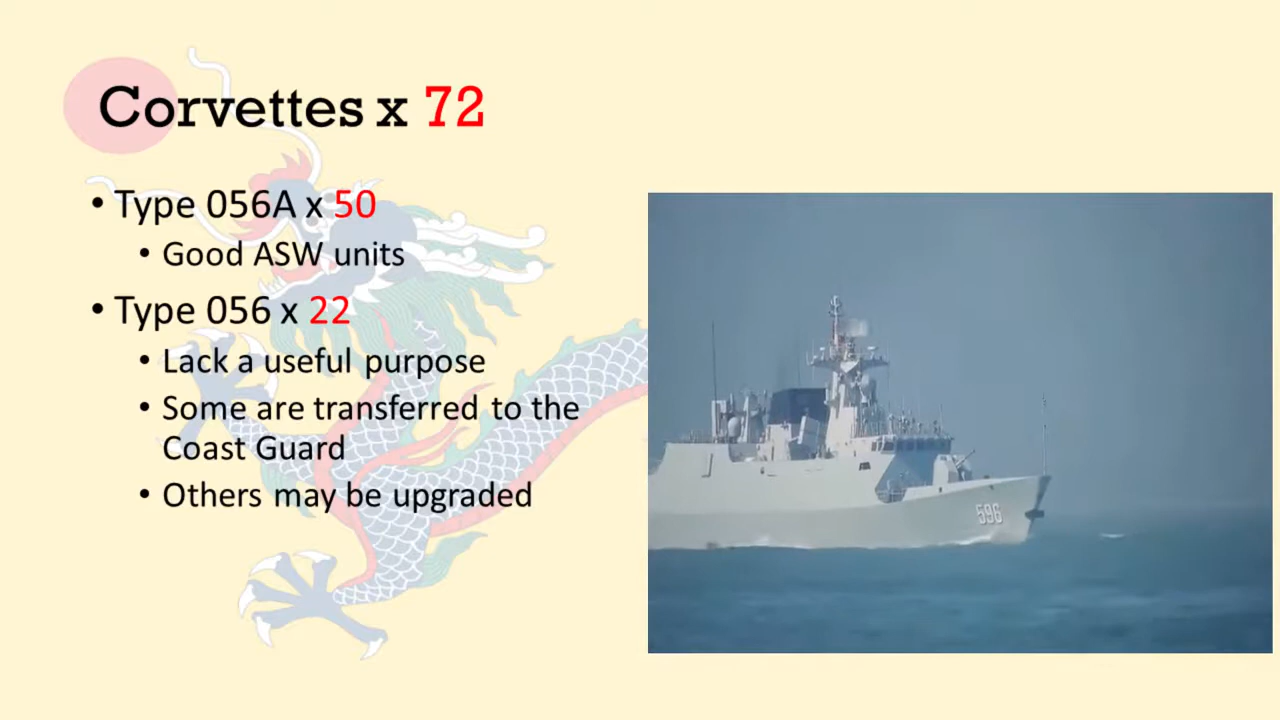 Corvettes x 72
• Type 056A x 50
• Good ASW units
• Type 056 x 22
• Lack a useful purpose
• Some are transferred to the
Coast Guard
• Others may be upgraded
596